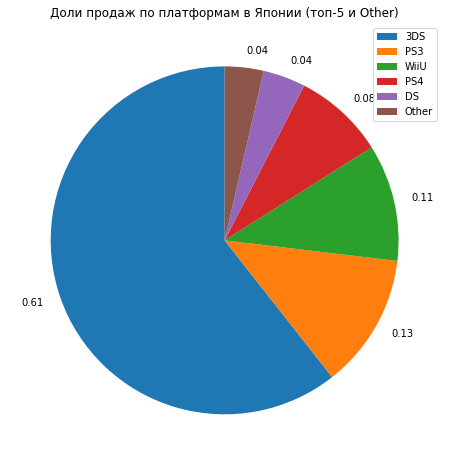 Доли продаж по платформам в Японии (топ-5 и Other)
3DS
PS3
WiiU
PS4
DS
Other
0.04
0.04
0.08
0.11
0.13
0.61